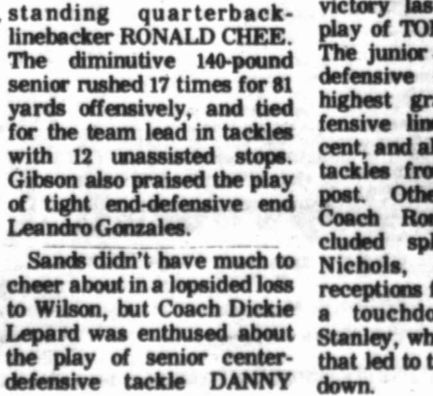 standing quarterback-
linebacker RONALD CHEE.
The diminutive 140-pound
senior rushed 17 times for 81
yards offensively, and tied
for the team lead in tackles
with 12 unassisted stops.
Gibson also praised the play
of tight end-defensive end
Leandro Gonzales.
Sands didn't have much to
cheer about in a lopsided loss
to Wilson, but Coach Dickie
Lepard was enthused about
the play of senior center-
defensive tackle DANNY
victory las
play of TO
The junior
defensive
highest gr
fensive lin
cent, and al
tackles fro
post. Othe
Coach Ro
cluded spl
Nichols,
receptions f
a touchdo
Stanley, wh
that led to t
down.